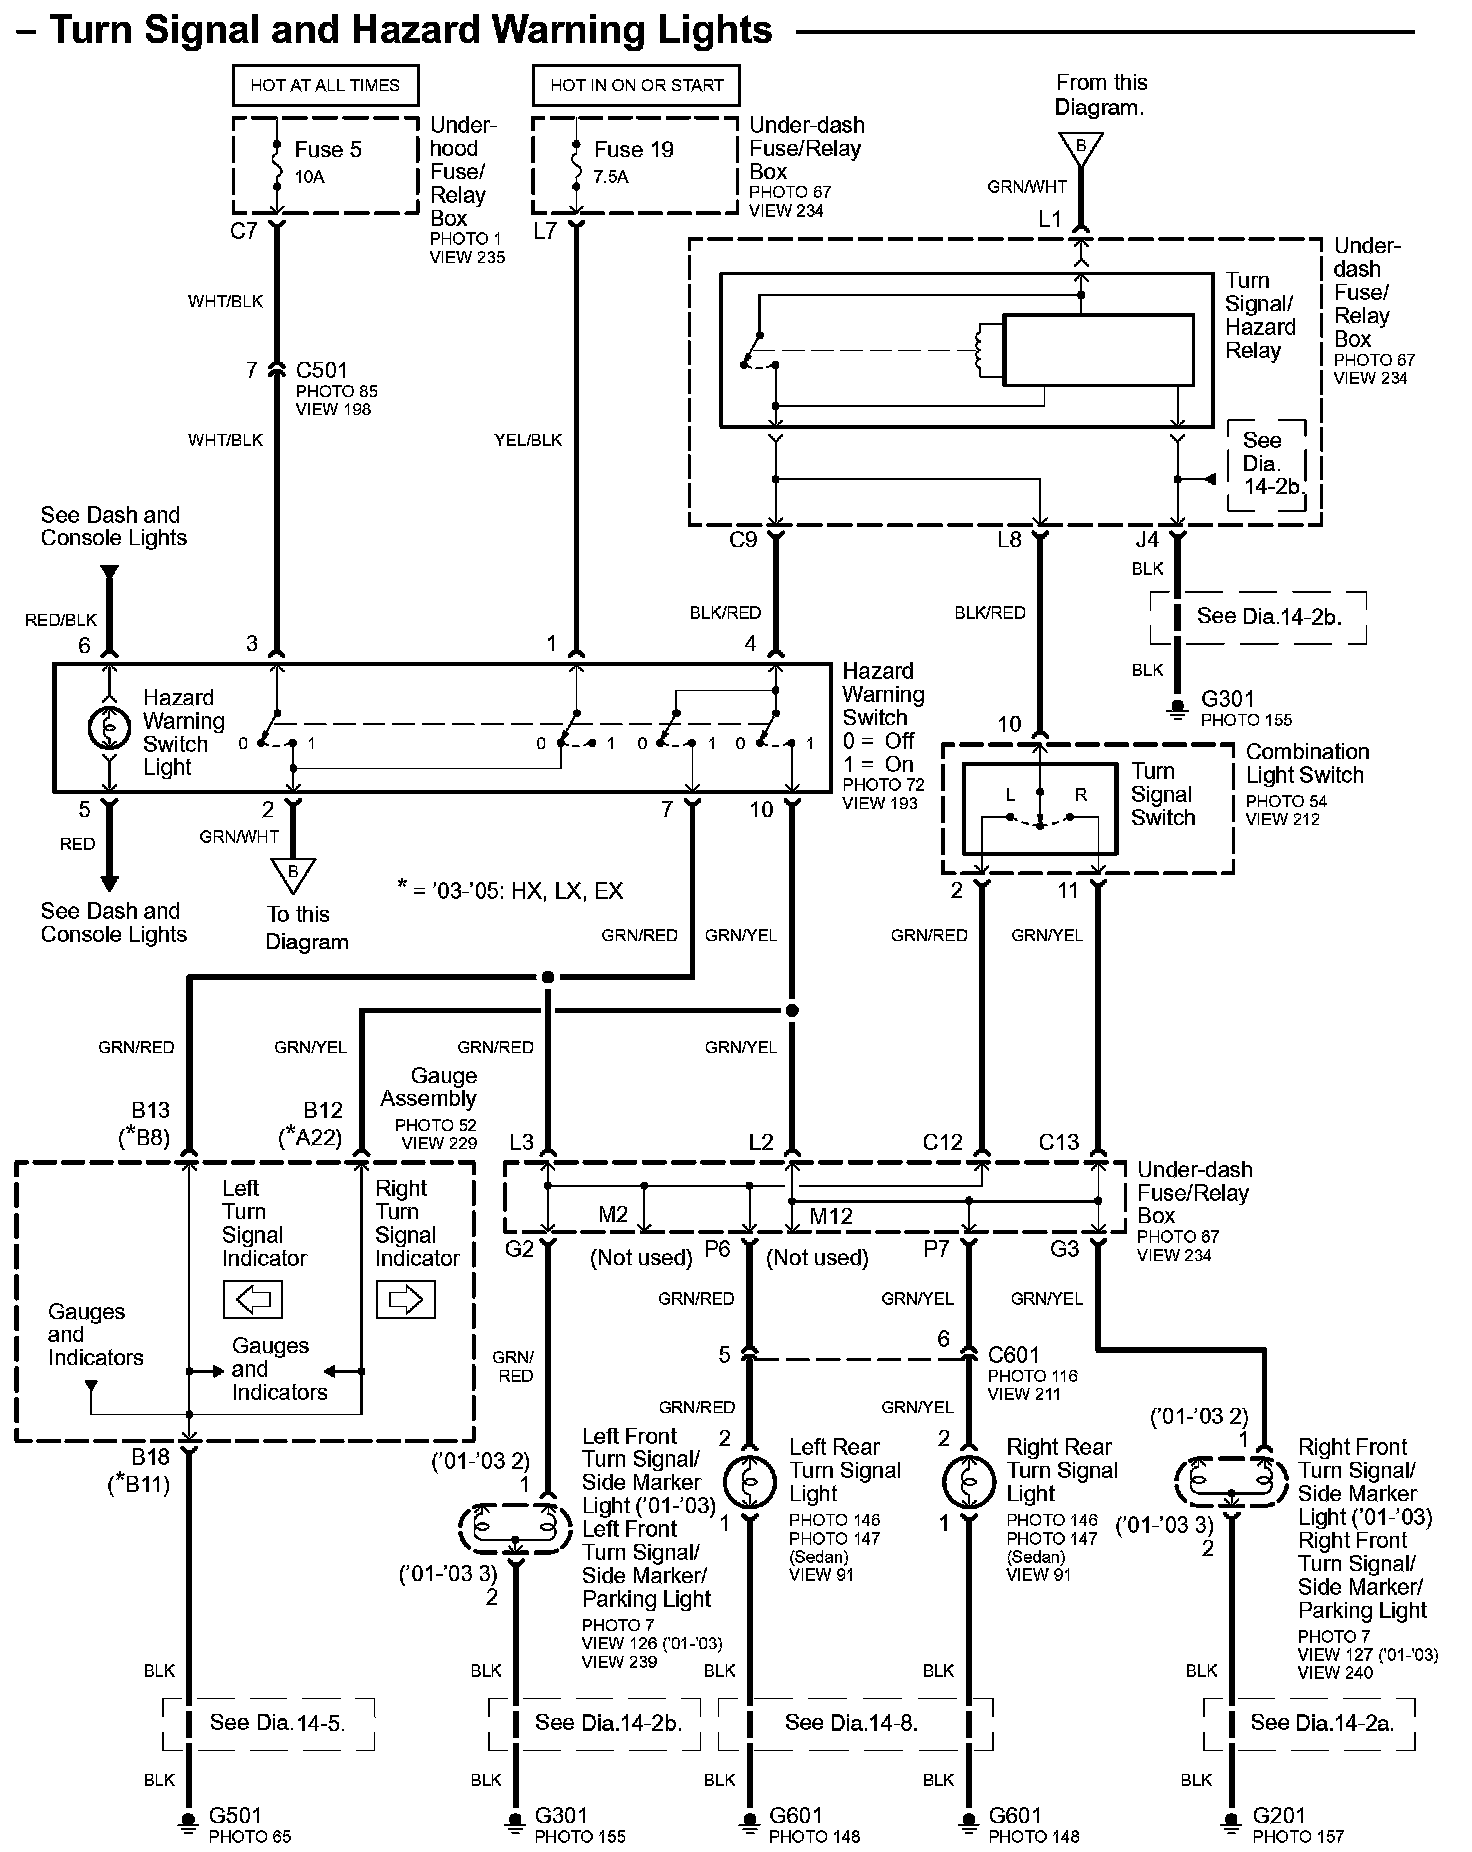 – Turn Signal and Hazard Warning Lights
HOT AT ALL TIMES
HOT IN ON OR START
From this
Diagram.
B
GRN/WHT
L1
Fuse 5
10A
Under-
hood
Fuse/
Relay
Box
PHOTO 1
VIEW 235
Fuse 19
7.5A
Under-dash
Fuse/Relay
Box
PHOTO 67
VIEW 234
C7
L7
Turn
Signal/
Hazard
Relay
Under-
dash
Fuse/
Relay
Box
PHOTO 67
VIEW 234
WHT/BLK
7
C501
PHOTO 85
VIEW 198
WHT/BLK
YEL/BLK
See
Dia.
14-2b.
See Dash and
Console Lights
C9
L8
J4
BLK
RED/BLK
BLK/RED
BLK/RED
See Dia.14-2b.
6
3
1
4
BLK
G301
PHOTO 155
Hazard
Warning
Switch
Light
0
1
0
1
0
1
0
1
Hazard
Warning
Switch
0 = Off
1 = On
PHOTO 72
VIEW 193
10
Combination
Light Switch
PHOTO 54
VIEW 212
L
R
Turn
Signal
Switch
5
2
7
10
RED
GRN/WHT
B
To this
Diagram
See Dash and
Console Lights
* = '03-'05: HX, LX, EX
2
11
GRN/RED
GRN/YEL
GRN/RED
GRN/YEL
GRN/RED
GRN/YEL
GRN/RED
GRN/YEL
Gauge
Assembly
PHOTO 52
VIEW 229
B13
(*B8)
B12
(*A22)
L3
L2
C12
C13
Left
Turn
Signal
Indicator
Right
Turn
Signal
Indicator
Under-dash
Fuse/Relay
Box
PHOTO 67
VIEW 234
M2
M12
G2
(Not used)
P6
(Not used)
P7
G3
Gauges
and
Indicators
Gauges
and
Indicators
GRN/RED
GRN/YEL
GRN/YEL
GRN/
RED
5
6
C601
PHOTO 116
VIEW 211
GRN/RED
GRN/YEL
B18
(*B11)
('01-'03 2)
1
Left Front
Turn Signal/
Side Marker
Light ('01-'03)
Left Front
Turn Signal/
Side Marker/
Parking Light
PHOTO 7
VIEW 126 ('01-'03)
VIEW 239
('01-'03 3)
2
2
Left Rear
Turn Signal
Light
PHOTO 146
PHOTO 147
(Sedan)
VIEW 91
1
2
Right Rear
Turn Signal
Light
PHOTO 146
PHOTO 147
(Sedan)
VIEW 91
1
('01-'03 2)
1
('01-'03 3)
2
Right Front
Turn Signal/
Side Marker
Light ('01-'03)
Right Front
Turn Signal/
Side Marker/
Parking Light
PHOTO 7
VIEW 127 ('01-'03)
VIEW 240
BLK
BLK
BLK
BLK
BLK
See Dia.14-5.
See Dia.14-2b.
See Dia.14-8.
See Dia.14-2a.
BLK
BLK
BLK
BLK
BLK
G501
PHOTO 65
G301
PHOTO 155
G601
PHOTO 148
G601
PHOTO 148
G201
PHOTO 157